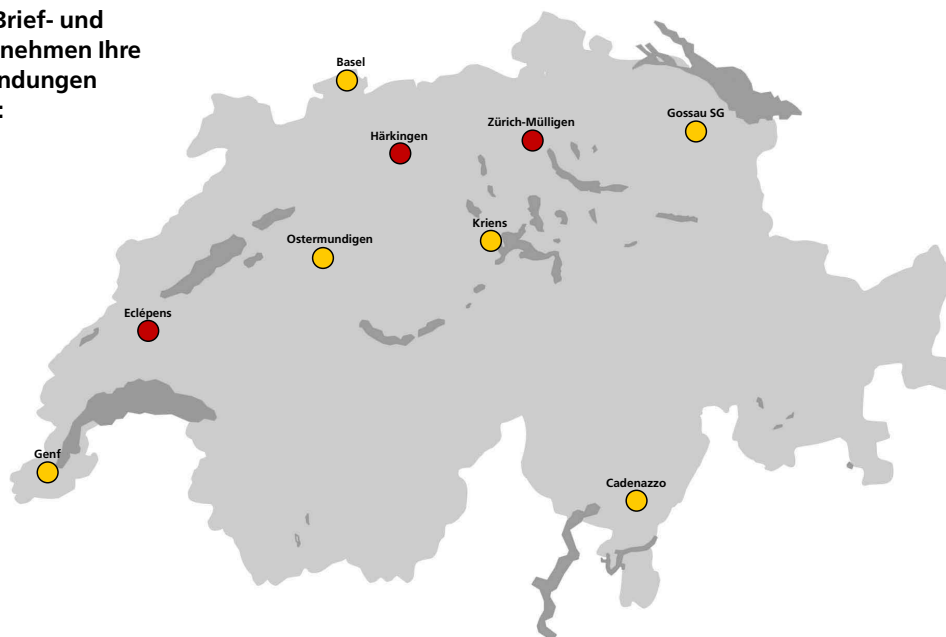 Brief- und
nehmen Ihre
ndungen
:
Basel
Gossau SG
Zürich-Mülligen
Härkingen
Kriens
Ostermundigen
Eclépens
Genf
Cadenazzo